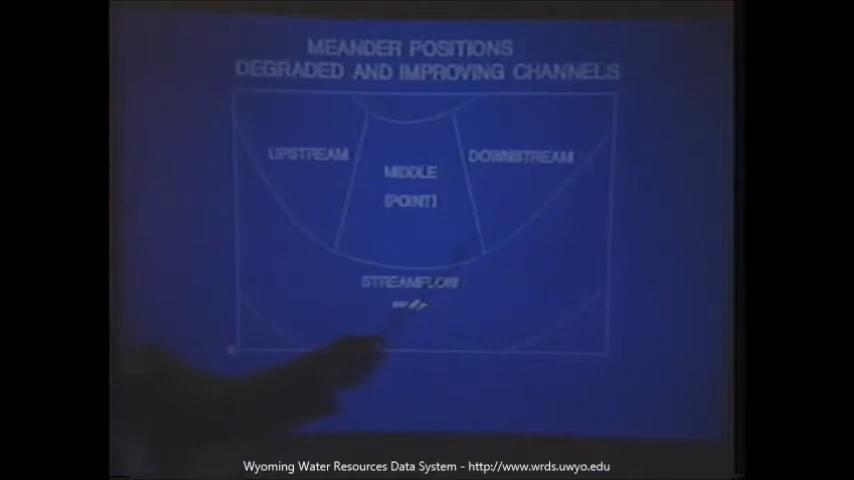 MEANDER POSITIONS
DEGRADED AND IMPROVING CHANNELS
UPSTREAM
MIDDLE
(POINT)
DOWNSTREAM
STREAMFLOW
Wyoming Water Resources Data System - http://www.wrds.uwyo.edu